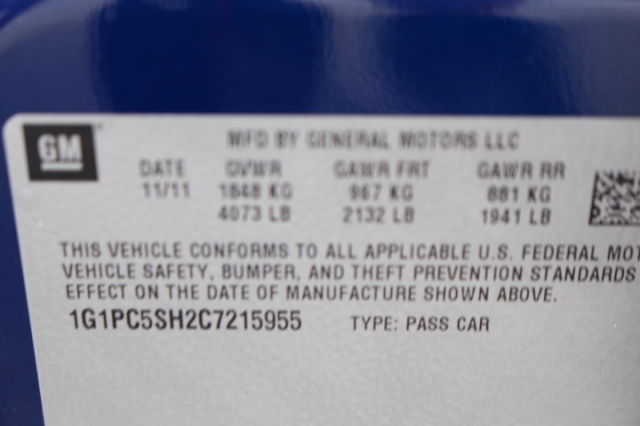 GM
MFD BY GENERAL MOTORS LLC
DATE GVWR GAWR FRT GAWR RR
11/11 1848 KG 967 KG 881 KG
4073 LB 2132 LB 1941 LB
THIS VEHICLE CONFORMS TO ALL APPLICABLE U.S. FEDERAL MOT
VEHICLE SAFETY, BUMPER, AND THEFT PREVENTION STANDARDS
EFFECT ON THE DATE OF MANUFACTURE SHOWN ABOVE.
1G1PC5SH2C7215955 TYPE: PASS CAR